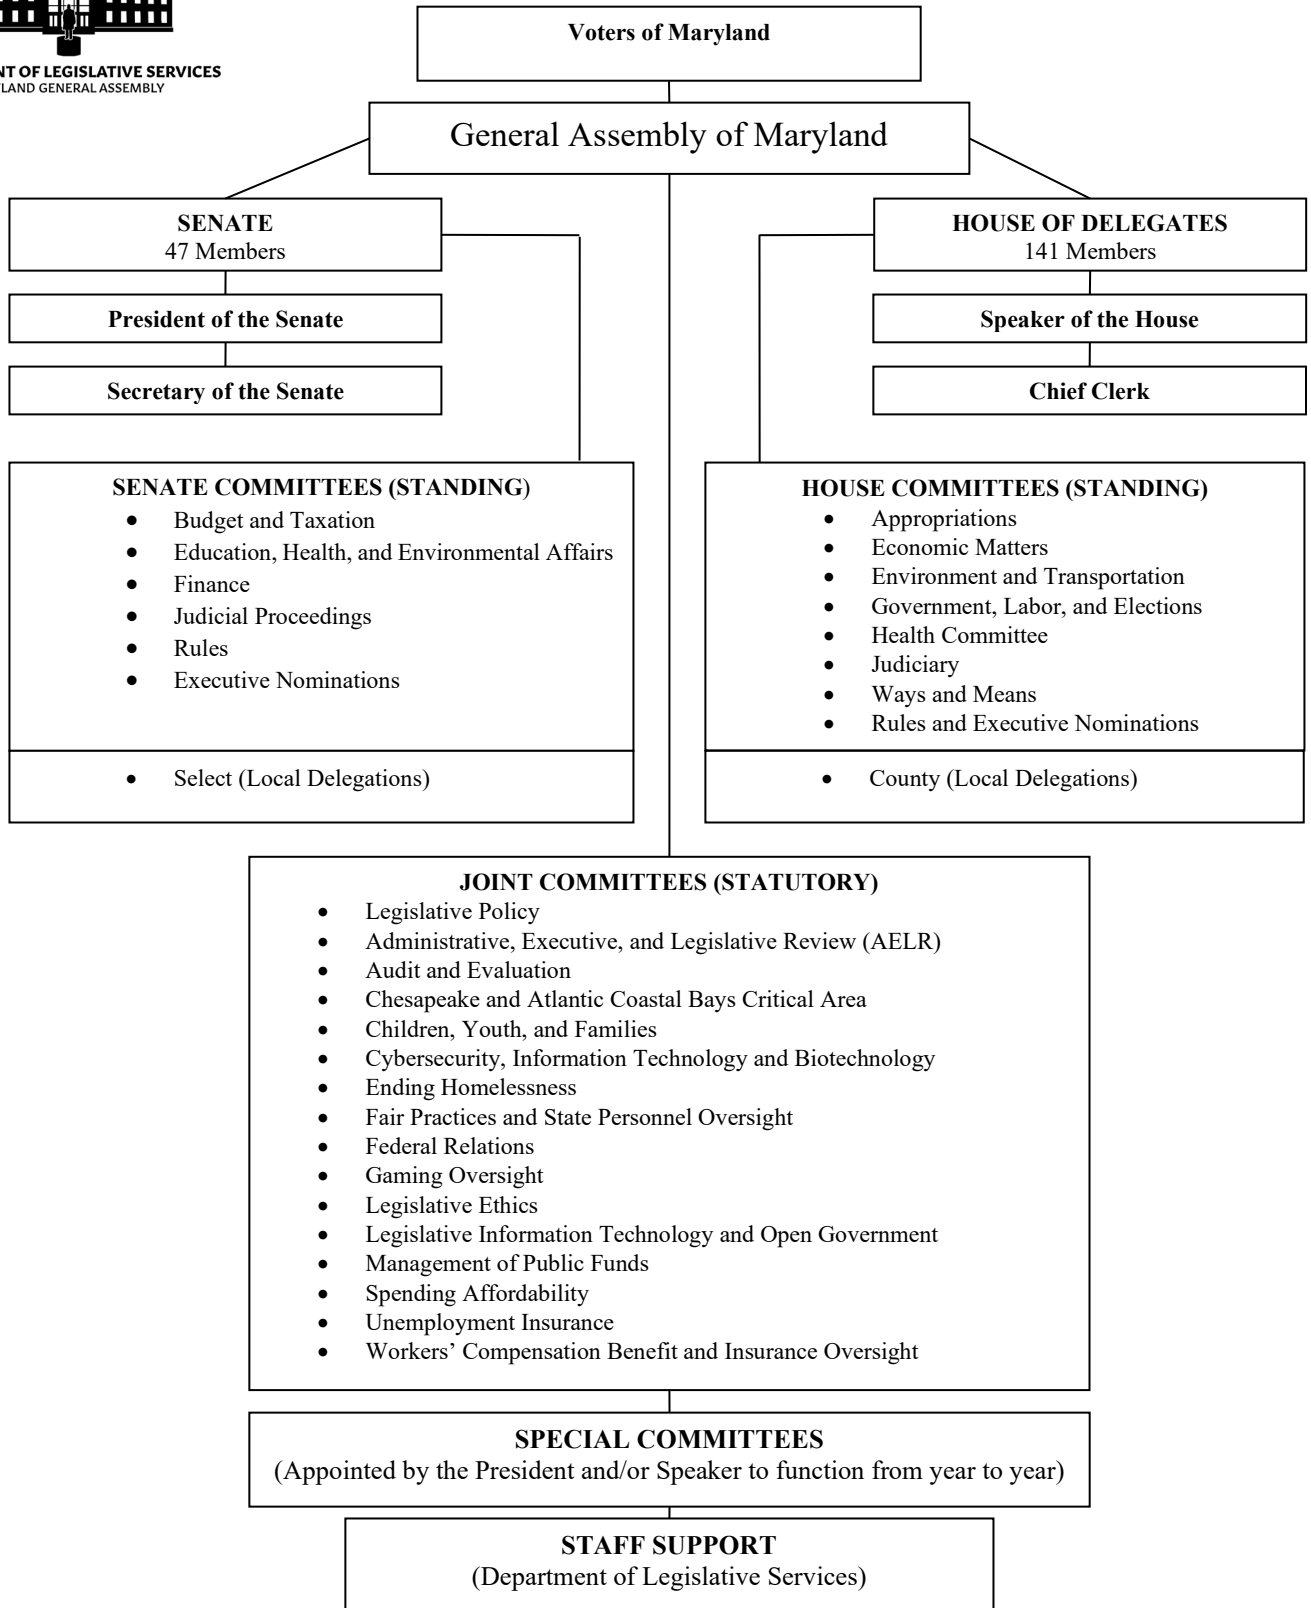 NT OF LEGISLATIVE SERVICES
LAND GENERAL ASSEMBLY
Voters of Maryland
General Assembly of Maryland
SENATE
47 Members
HOUSE OF DELEGATES
141 Members
President of the Senate
Speaker of the House
Secretary of the Senate
Chief Clerk
SENATE COMMITTEES (STANDING)
• Budget and Taxation
• Education, Health, and Environmental Affairs
• Finance
• Judicial Proceedings
• Rules
• Executive Nominations
• Select (Local Delegations)
HOUSE COMMITTEES (STANDING)
• Appropriations
• Economic Matters
• Environment and Transportation
• Government, Labor, and Elections
• Health Committee
• Judiciary
• Ways and Means
• Rules and Executive Nominations
• County (Local Delegations)
JOINT COMMITTEES (STATUTORY)
• Legislative Policy
• Administrative, Executive, and Legislative Review (AELR)
• Audit and Evaluation
• Chesapeake and Atlantic Coastal Bays Critical Area
• Children, Youth, and Families
• Cybersecurity, Information Technology and Biotechnology
• Ending Homelessness
• Fair Practices and State Personnel Oversight
• Federal Relations
• Gaming Oversight
• Legislative Ethics
• Legislative Information Technology and Open Government
• Management of Public Funds
• Spending Affordability
• Unemployment Insurance
• Workers’ Compensation Benefit and Insurance Oversight
SPECIAL COMMITTEES
(Appointed by the President and/or Speaker to function from year to year)
STAFF SUPPORT
(Department of Legislative Services)